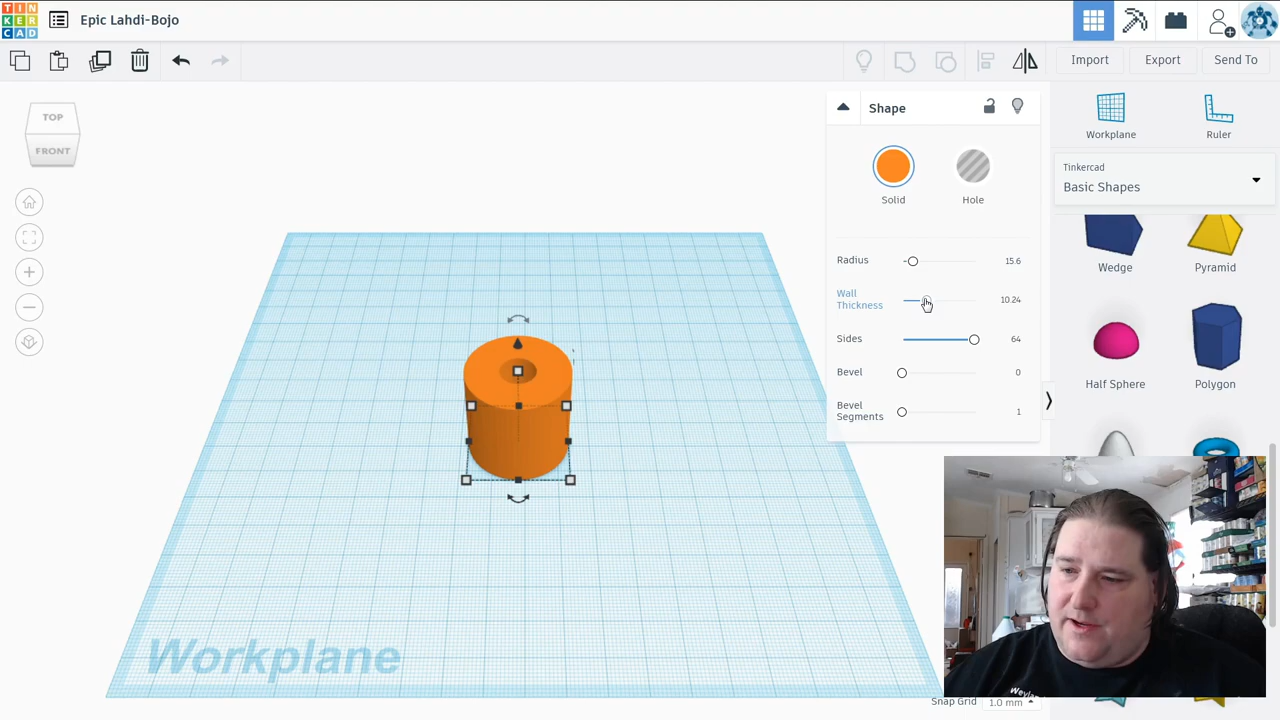 TIN
KER
CAD
Epic Lahdi-Bojo
Import
Export
Send To
TOP
FRONT
Shape
Solid
Hole
Radius
15.6
Wall
Thickness
10.24
Sides
64
Bevel
0
Bevel
Segments
1
Workplane
Ruler
Tinkercad
Basic Shapes
Wedge
Pyramid
Half Sphere
Polygon
Workplane
Snap Grid
1.0 mm